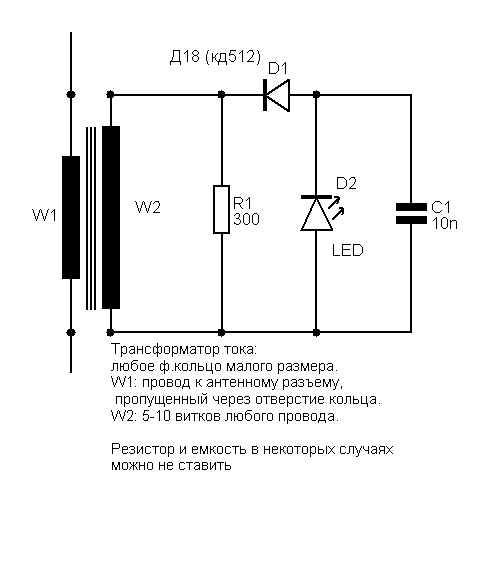 Д18 (кд512)
D1
W1
W2
R1
300
D2
LED
C1
10n
Трансформатор тока:
любое ф.кольцо малого размера.
W1: провод к антенному разъему,
пропущенный через отверстие кольца.
W2: 5-10 витков любого провода.
Резистор и емкость в некоторых случаях
можно не ставить